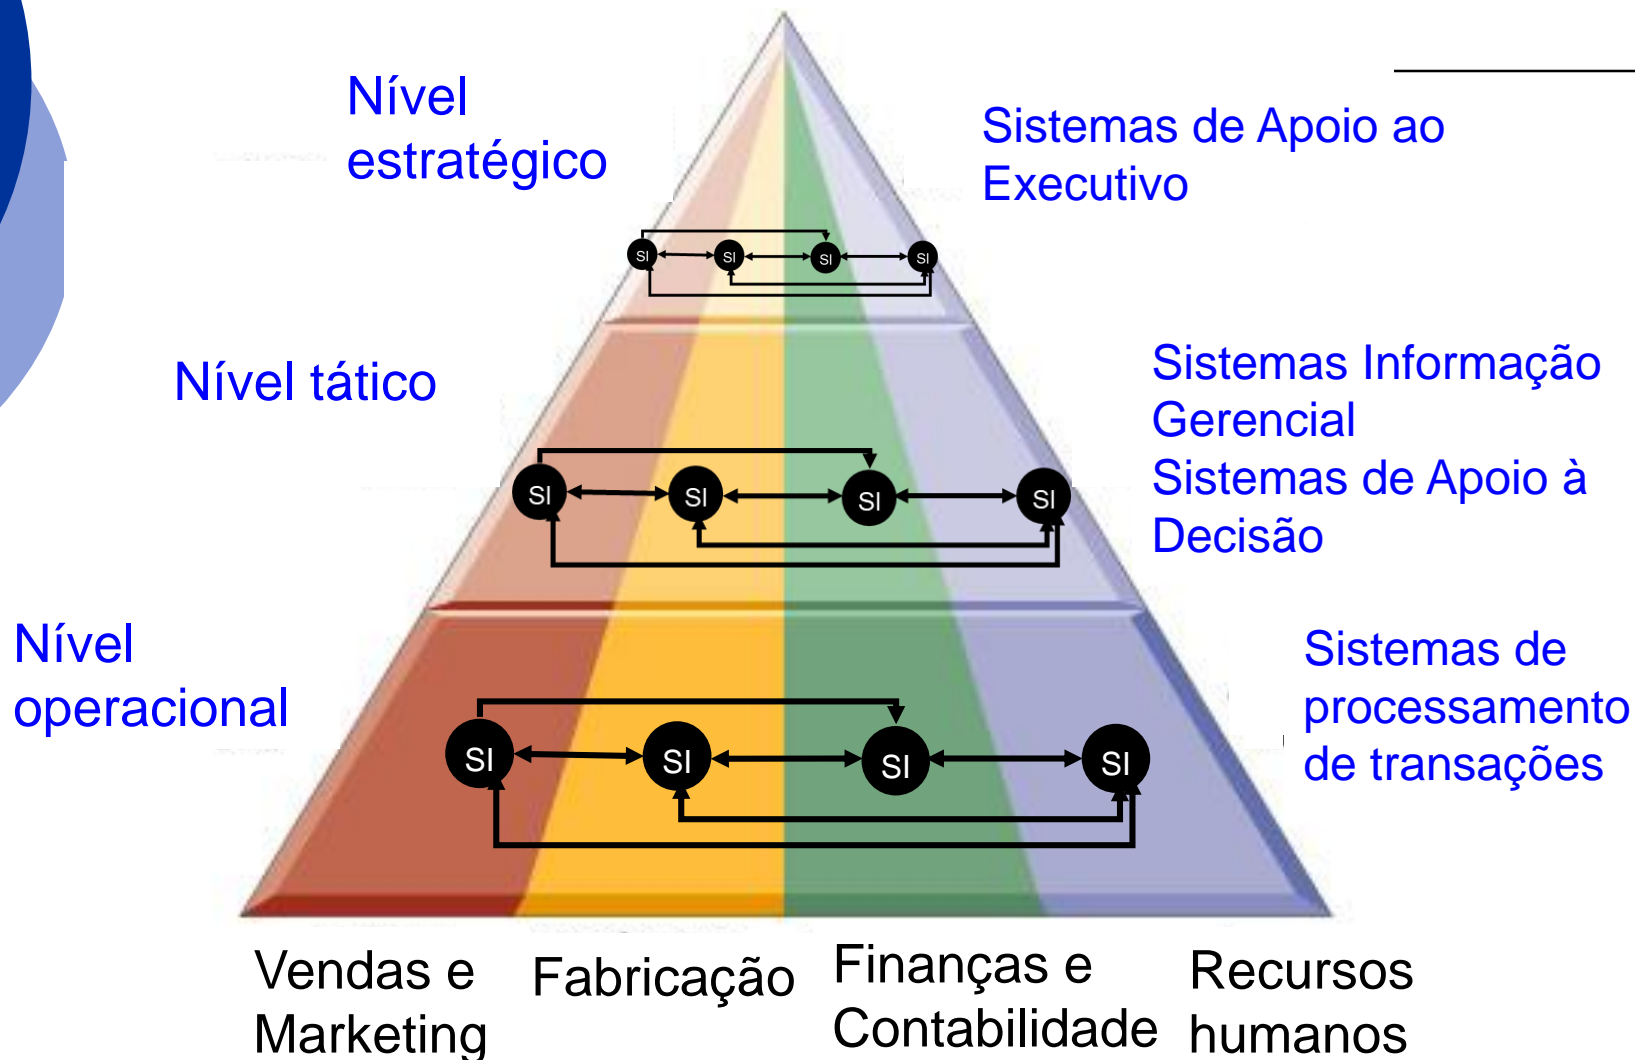 Nível
estratégico
Sistemas de Apoio ao
Executivo
SI SI SI SI
Nível tático
Sistemas Informação
Gerencial
Sistemas de Apoio à
Decisão
SI SI SI SI
Nível
operacional
Sistemas de
processamento
de transações
SI SI SI SI
Vendas e
Marketing
Fabricação
Finanças e
Contabilidade
Recursos
humanos